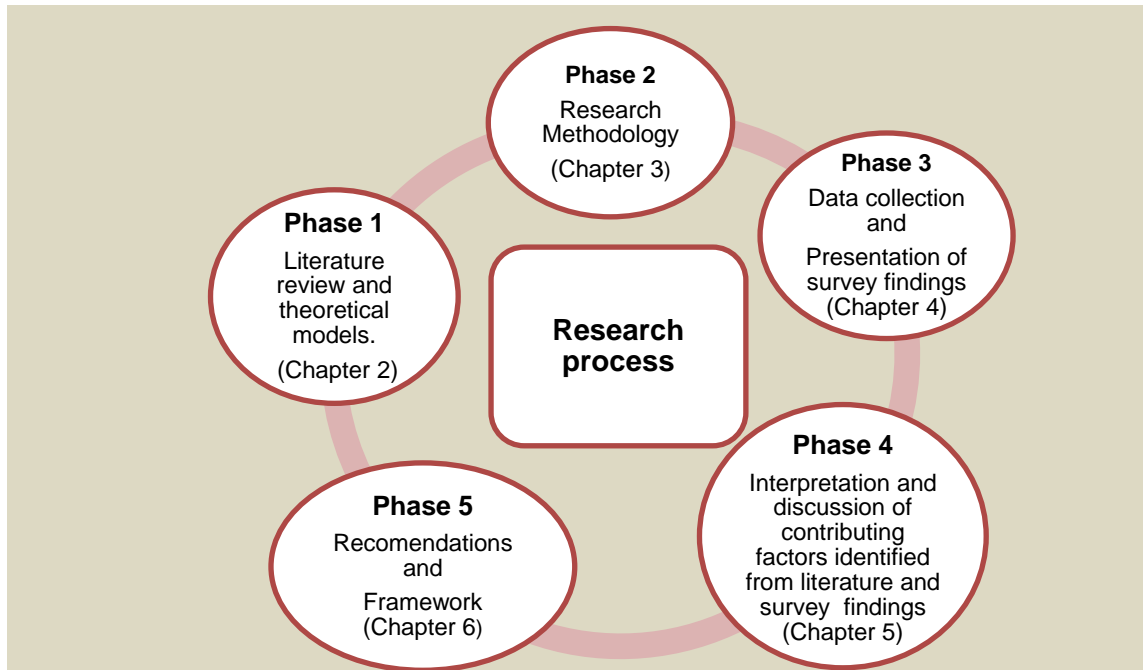 Phase 2
Research
Methodology
(Chapter 3)
Phase 3
Data collection
and
Presentation of
survey findings
(Chapter 4)
Phase 1
Literature
review and
theoretical
models.
(Chapter 2)
Research
process
Phase 4
Interpretation and
discussion of
contributing
factors identified
from literature and
survey findings
(Chapter 5)
Phase 5
Recomendations
and
Framework
(Chapter 6)